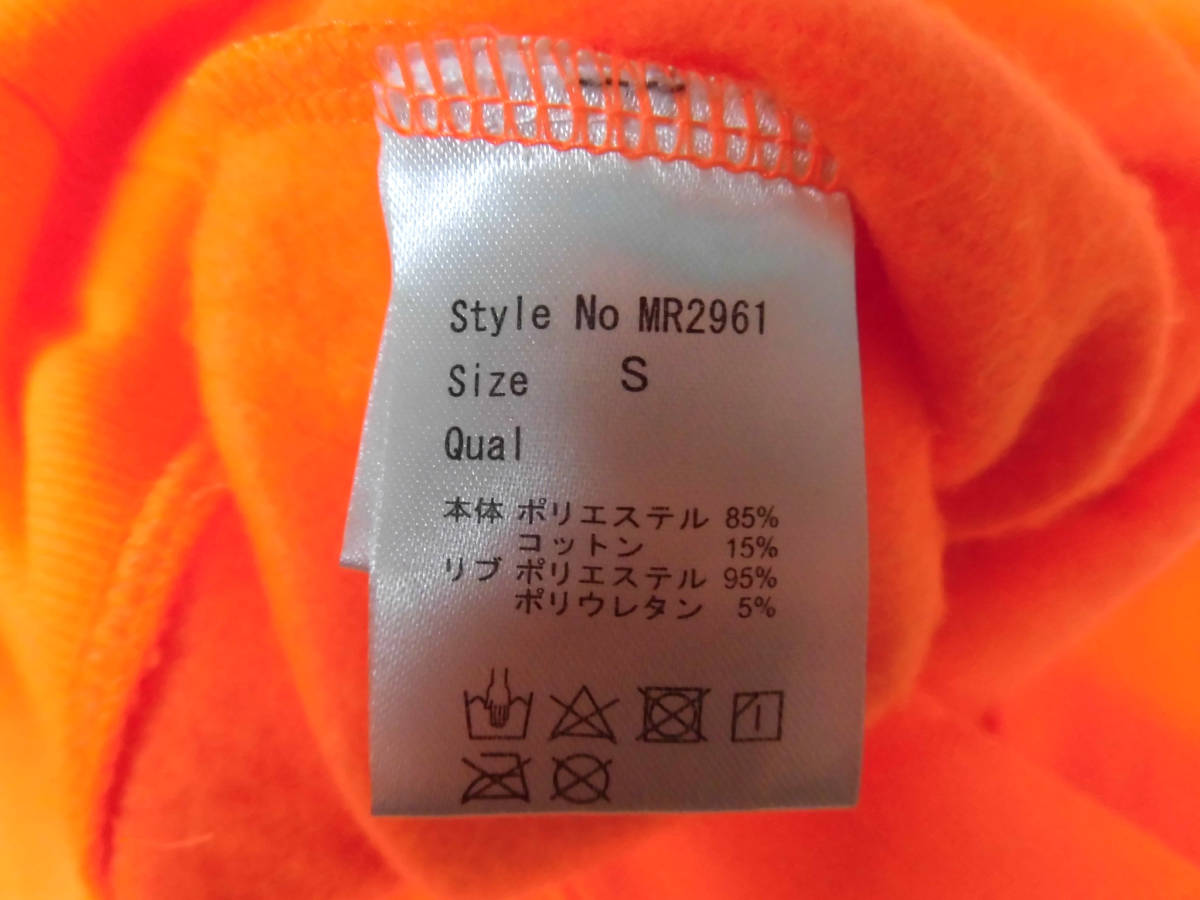 Style No MR2961
Size S
Qual
本体 ポリエステル 85%
コットン 15%
リブ ポリエステル 95%
ポリウレタン 5%